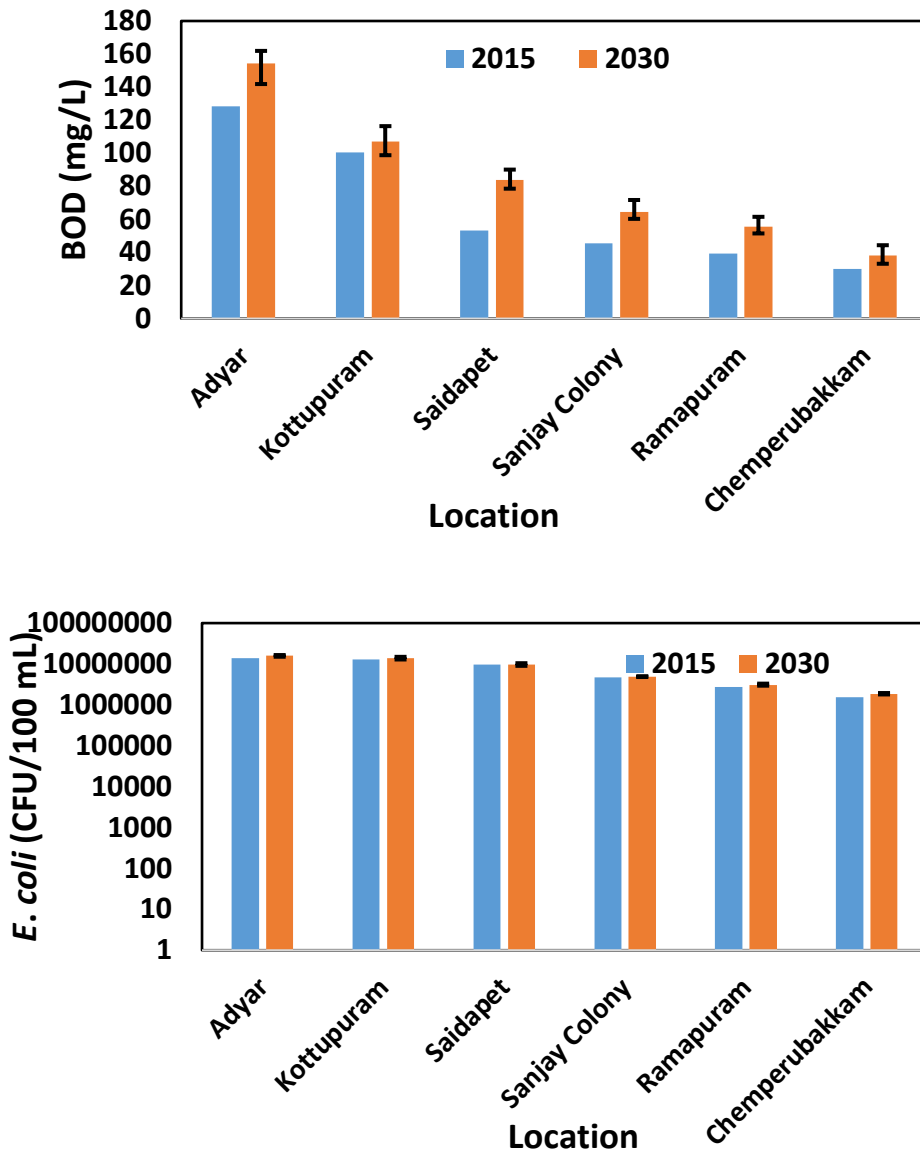 180
160
140
120
100
80
60
40
20
0
BOD (mg/L)
2015 2030
Adyar
Kottupuram
Saidapet
Sanjay Colony
Ramapuram
Chemperubakkam
Location
100000000
10000000
1000000
100000
10000
1000
100
10
1
E. coli (CFU/100 mL)
2015 2030
Adyar
Kottupuram
Saidapet
Sanjay Colony
Ramapuram
Chemperubakkam
Location